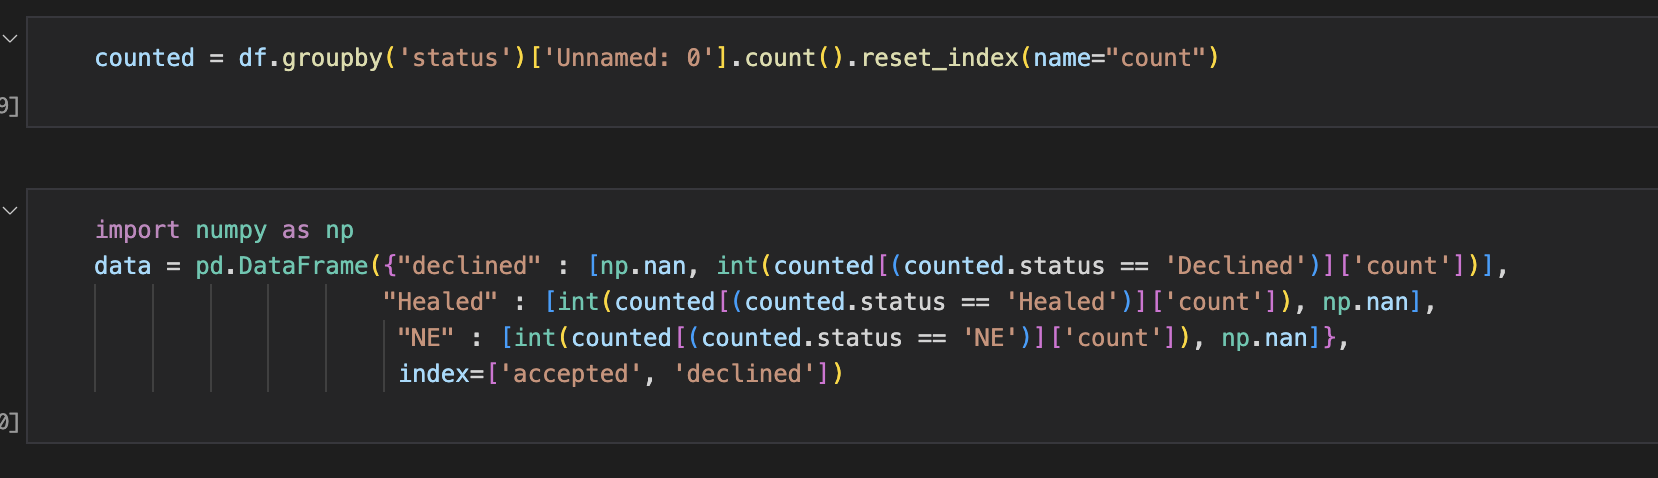 counted = df.groupby('status')['Unnamed: 0'].count().reset_index(name="count")
9]
import numpy as np
data = pd.DataFrame({"declined" : [np.nan, int(counted[(counted.status == 'Declined')]['count'])],
"Healed" : [int(counted[(counted.status == 'Healed')]['count']), np.nan],
"NE" : [int(counted[(counted.status == 'NE')]['count']), np.nan]},
index=['accepted', 'declined'])
0]